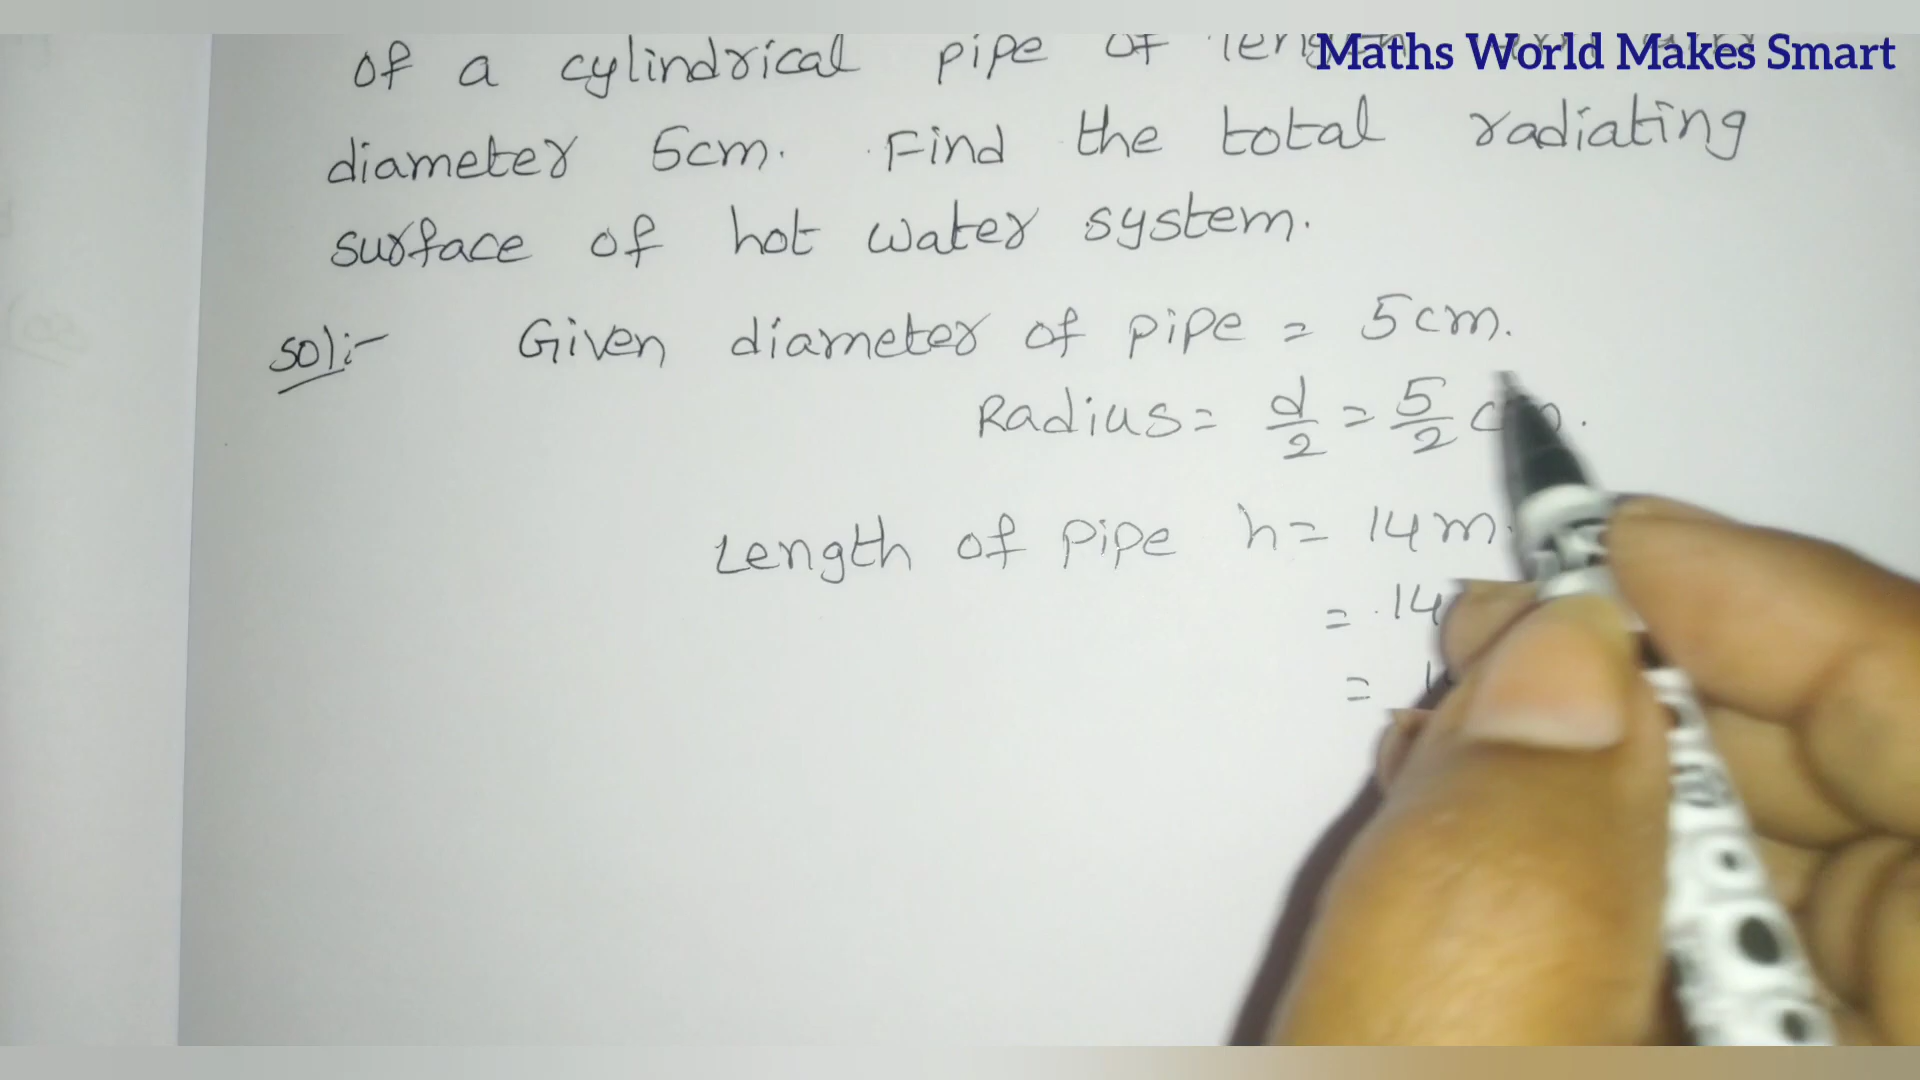 Maths World Makes Smart
of a cylindrical pipe of
diameter 5cm. Find the total radiating
surface of hot water system.
Sol:- Given diameter of pipe = 5cm.
Radius = d/2 = 5/2
Length of pipe h = 14m.
= 14
=